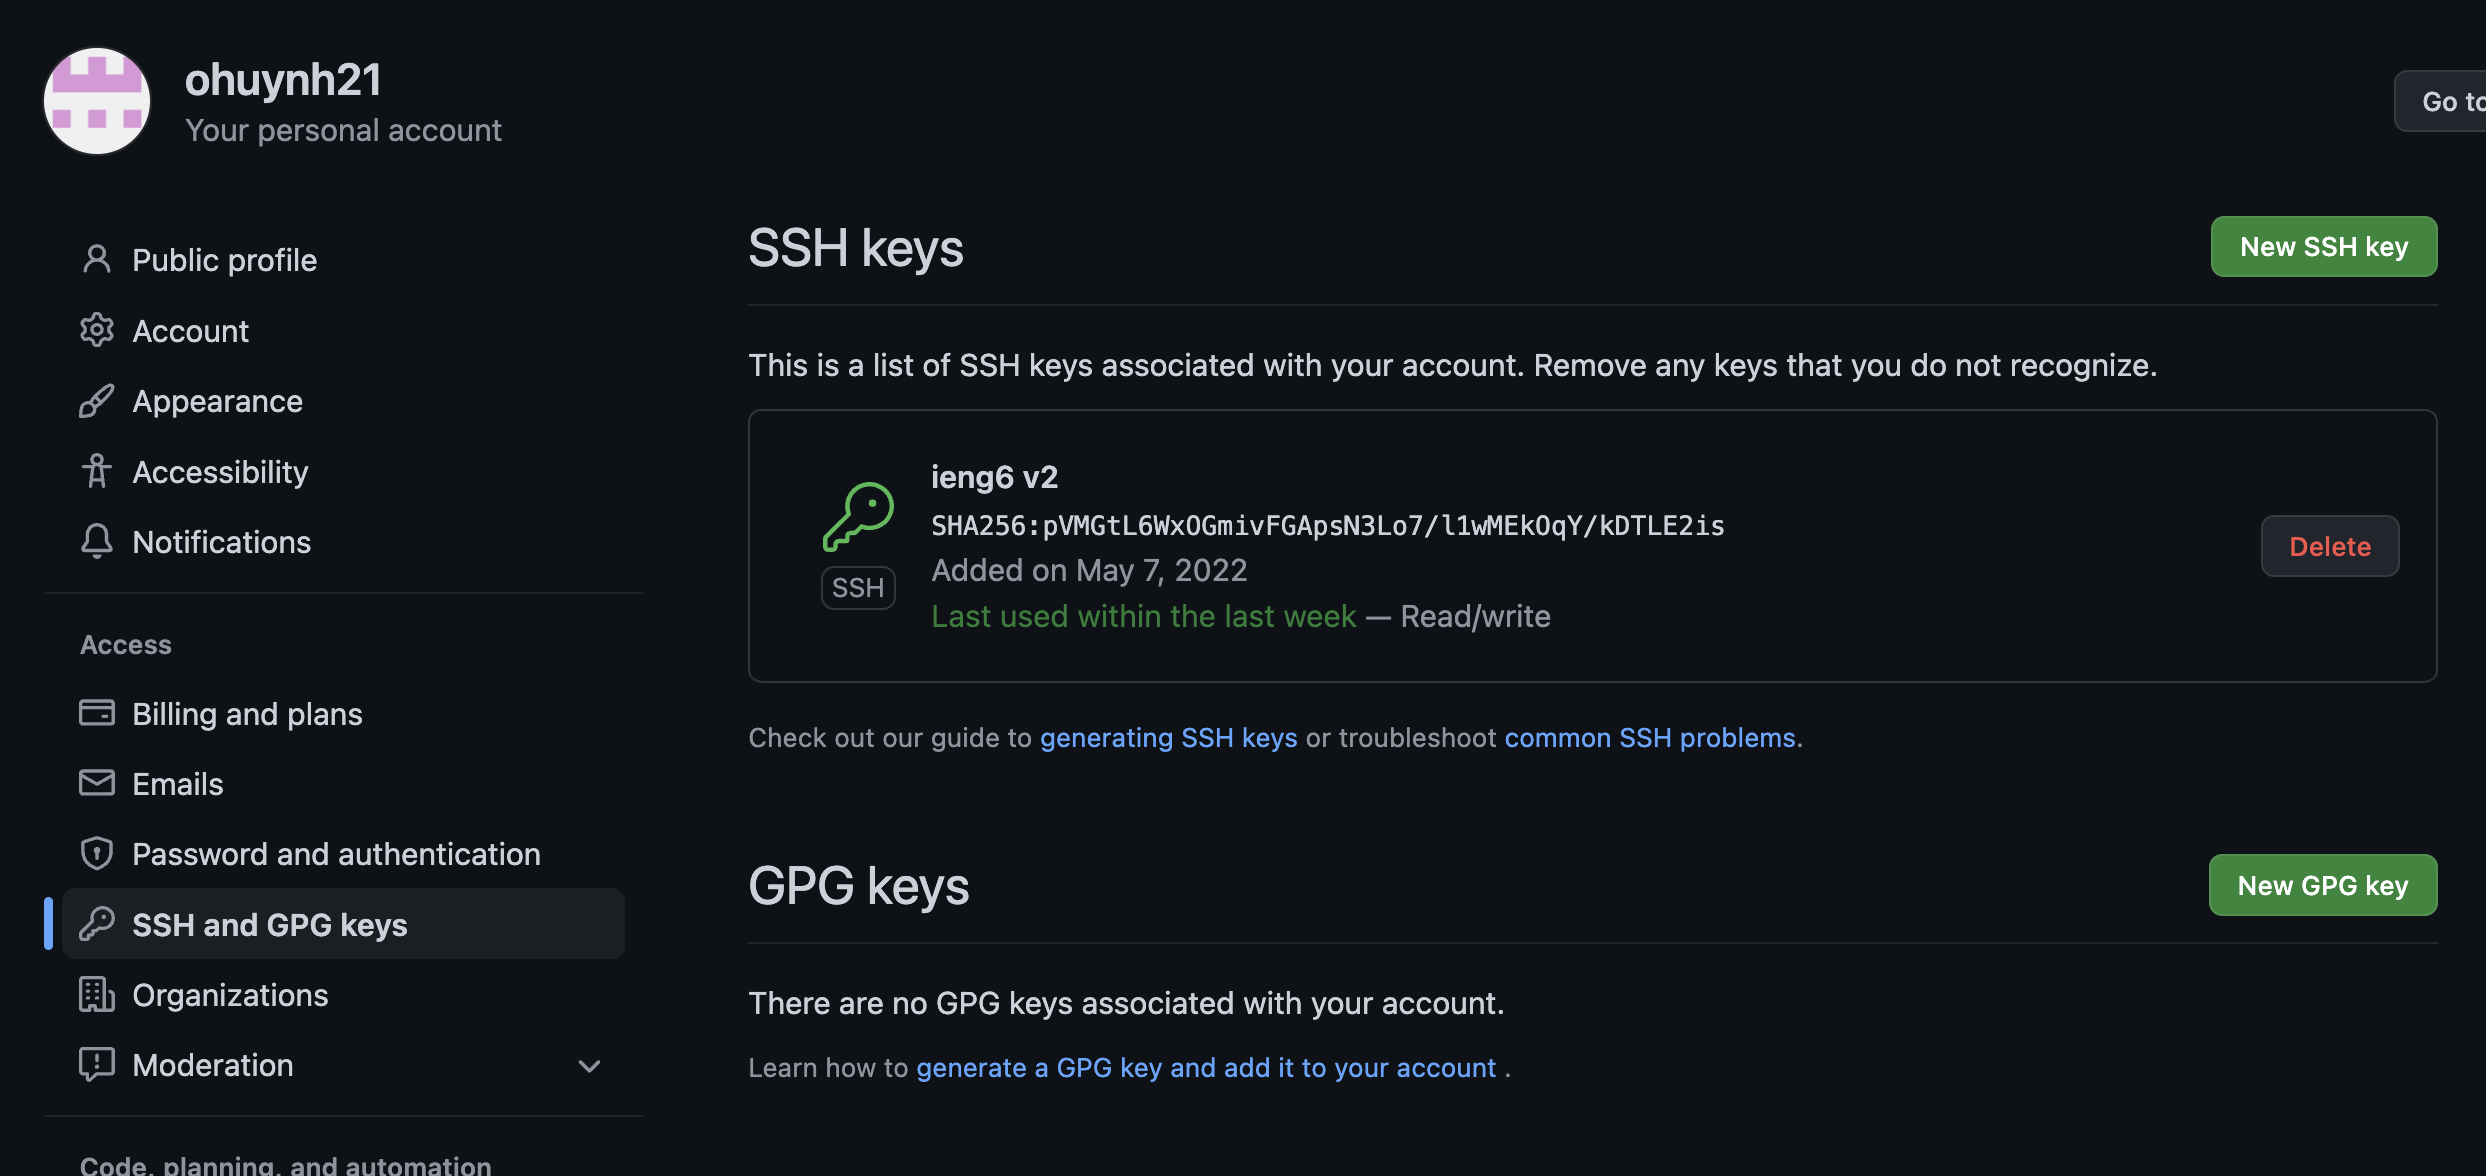 ohuynh21
Your personal account
Go to
Public profile
Account
Appearance
Accessibility
Notifications
Access
Billing and plans
Emails
Password and authentication
SSH and GPG keys
Organizations
Moderation
Code, planning, and automation
SSH keys
New SSH key
This is a list of SSH keys associated with your account. Remove any keys that you do not recognize.
ieng6 v2
SHA256:pVMGtL6WxOGmivFGApsN3Lo7/l1wMEkOqY/kDTLE2is
SSH
Added on May 7, 2022
Last used within the last week — Read/write
Delete
Check out our guide to generating SSH keys or troubleshoot common SSH problems.
GPG keys
New GPG key
There are no GPG keys associated with your account.
Learn how to generate a GPG key and add it to your account .